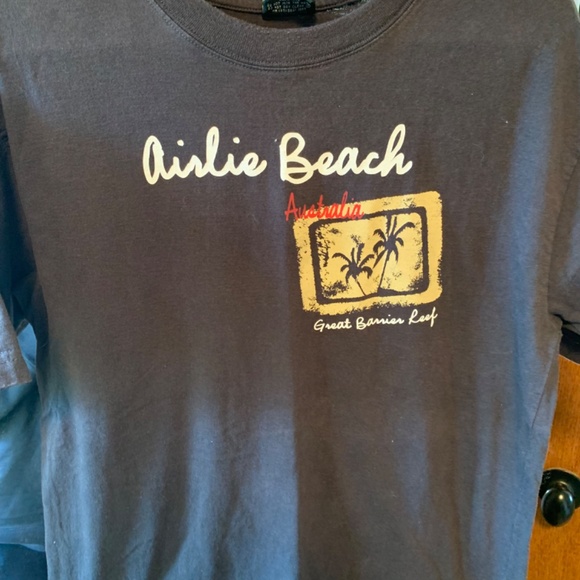 Airlie Beach
Australia
Great Barrier Reef